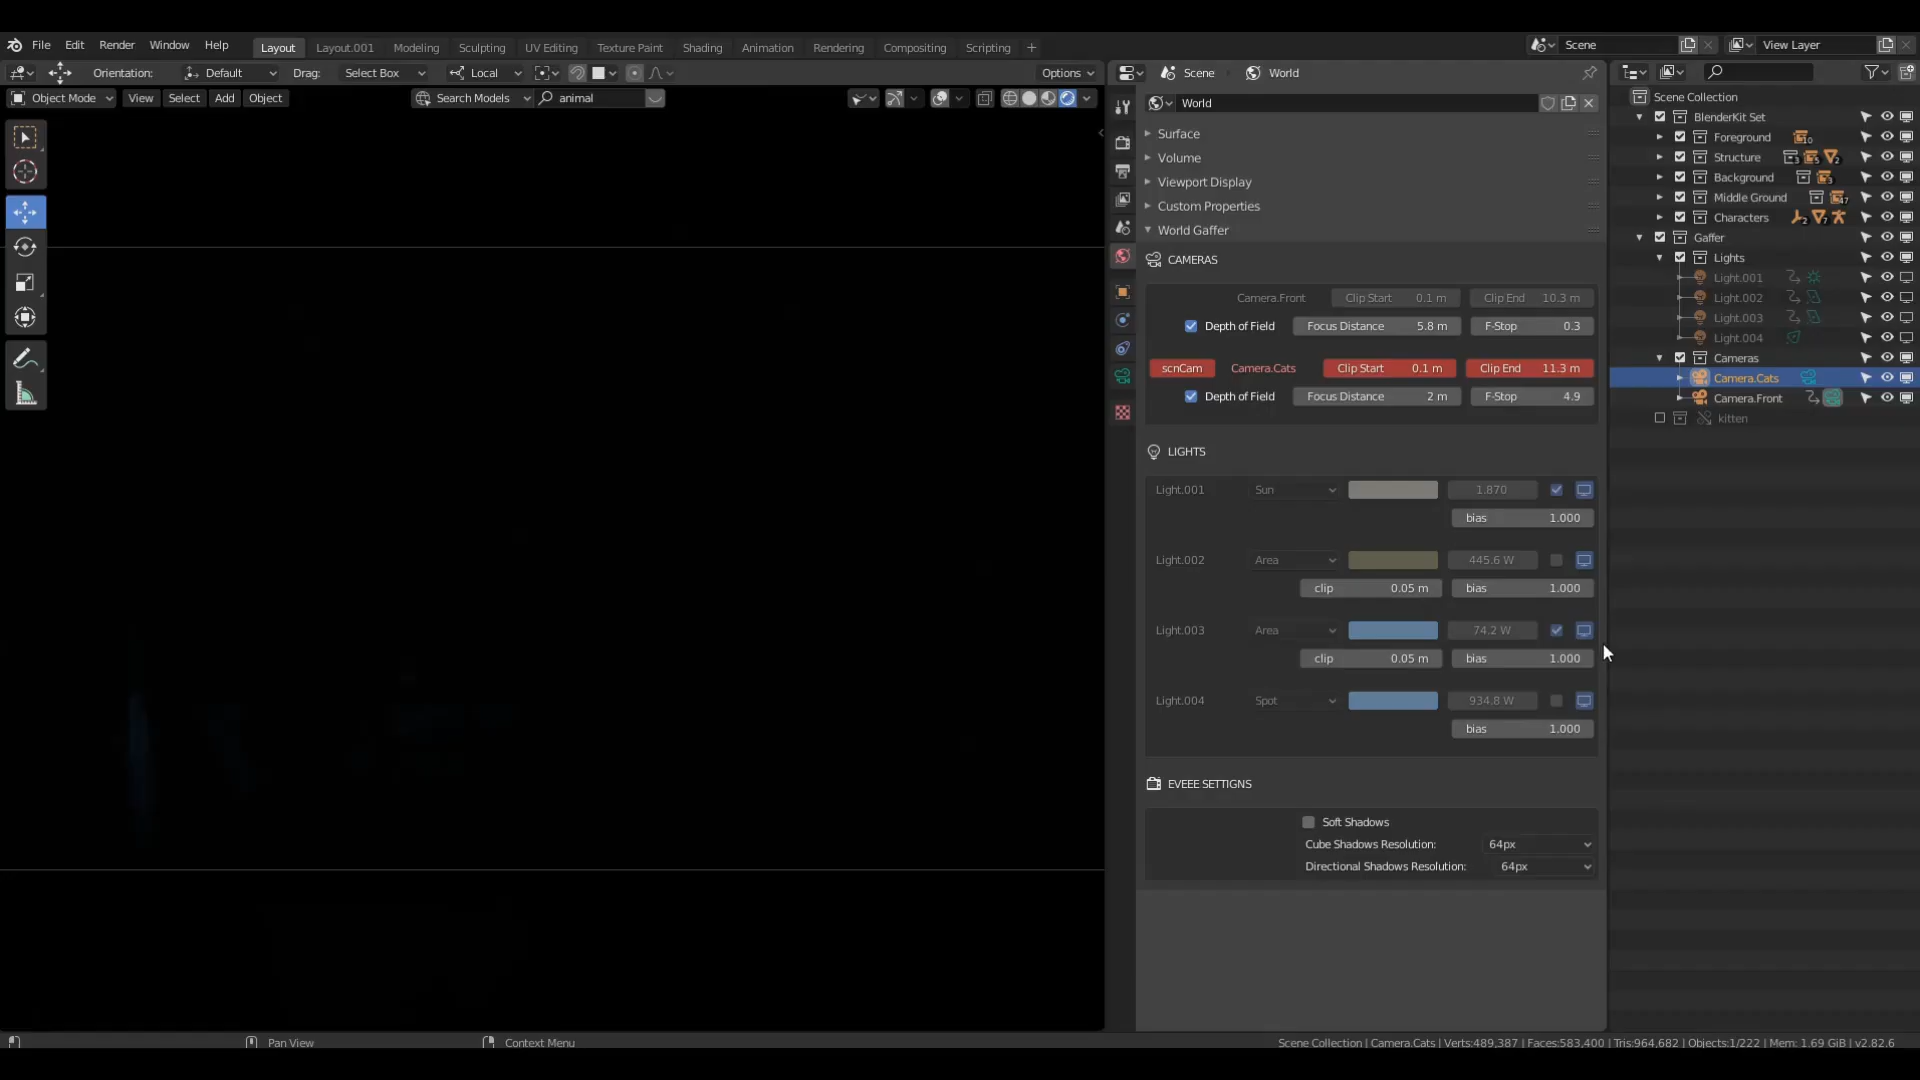 File Edit Render Window Help Layout Layout.001 Modeling Sculpting UV Editing Texture Paint Shading Animation Rendering Compositing Scripting + Scene View Layer
Orientation: Default Drag: Select Box Local Options Scene World
Object Mode View Select Add Object Search Models animal World
Scene Collection
BlenderKit Set
Foreground 10
Structure 3 5 2
Background 3
Middle Ground 47
Characters 2 7
Gaffer
Lights
Light.001
Light.002
Light.003
Light.004
Cameras
Camera.Cats
Camera.Front
kitten
Surface
Volume
Viewport Display
Custom Properties
World Gaffer
CAMERAS
Camera.Front Clip Start 0.1 m Clip End 10.3 m
Depth of Field Focus Distance 5.8 m F-Stop 0.3
scnCam Camera.Cats Clip Start 0.1 m Clip End 11.3 m
Depth of Field Focus Distance 2 m F-Stop 4.9
LIGHTS
Light.001 Sun 1.870
bias 1.000
Light.002 Area 445.6 W
clip 0.05 m bias 1.000
Light.003 Area 74.2 W
clip 0.05 m bias 1.000
Light.004 Spot 934.8 W
bias 1.000
EVEEE SETTIGNS
Soft Shadows
Cube Shadows Resolution: 64px
Directional Shadows Resolution: 64px
Pan View Context Menu Scene Collection | Camera.Cats | Verts:489,387 | Faces:583,400 | Tris:964,682 | Objects:1/222 | Mem: 1.69 GiB | v2.82.6